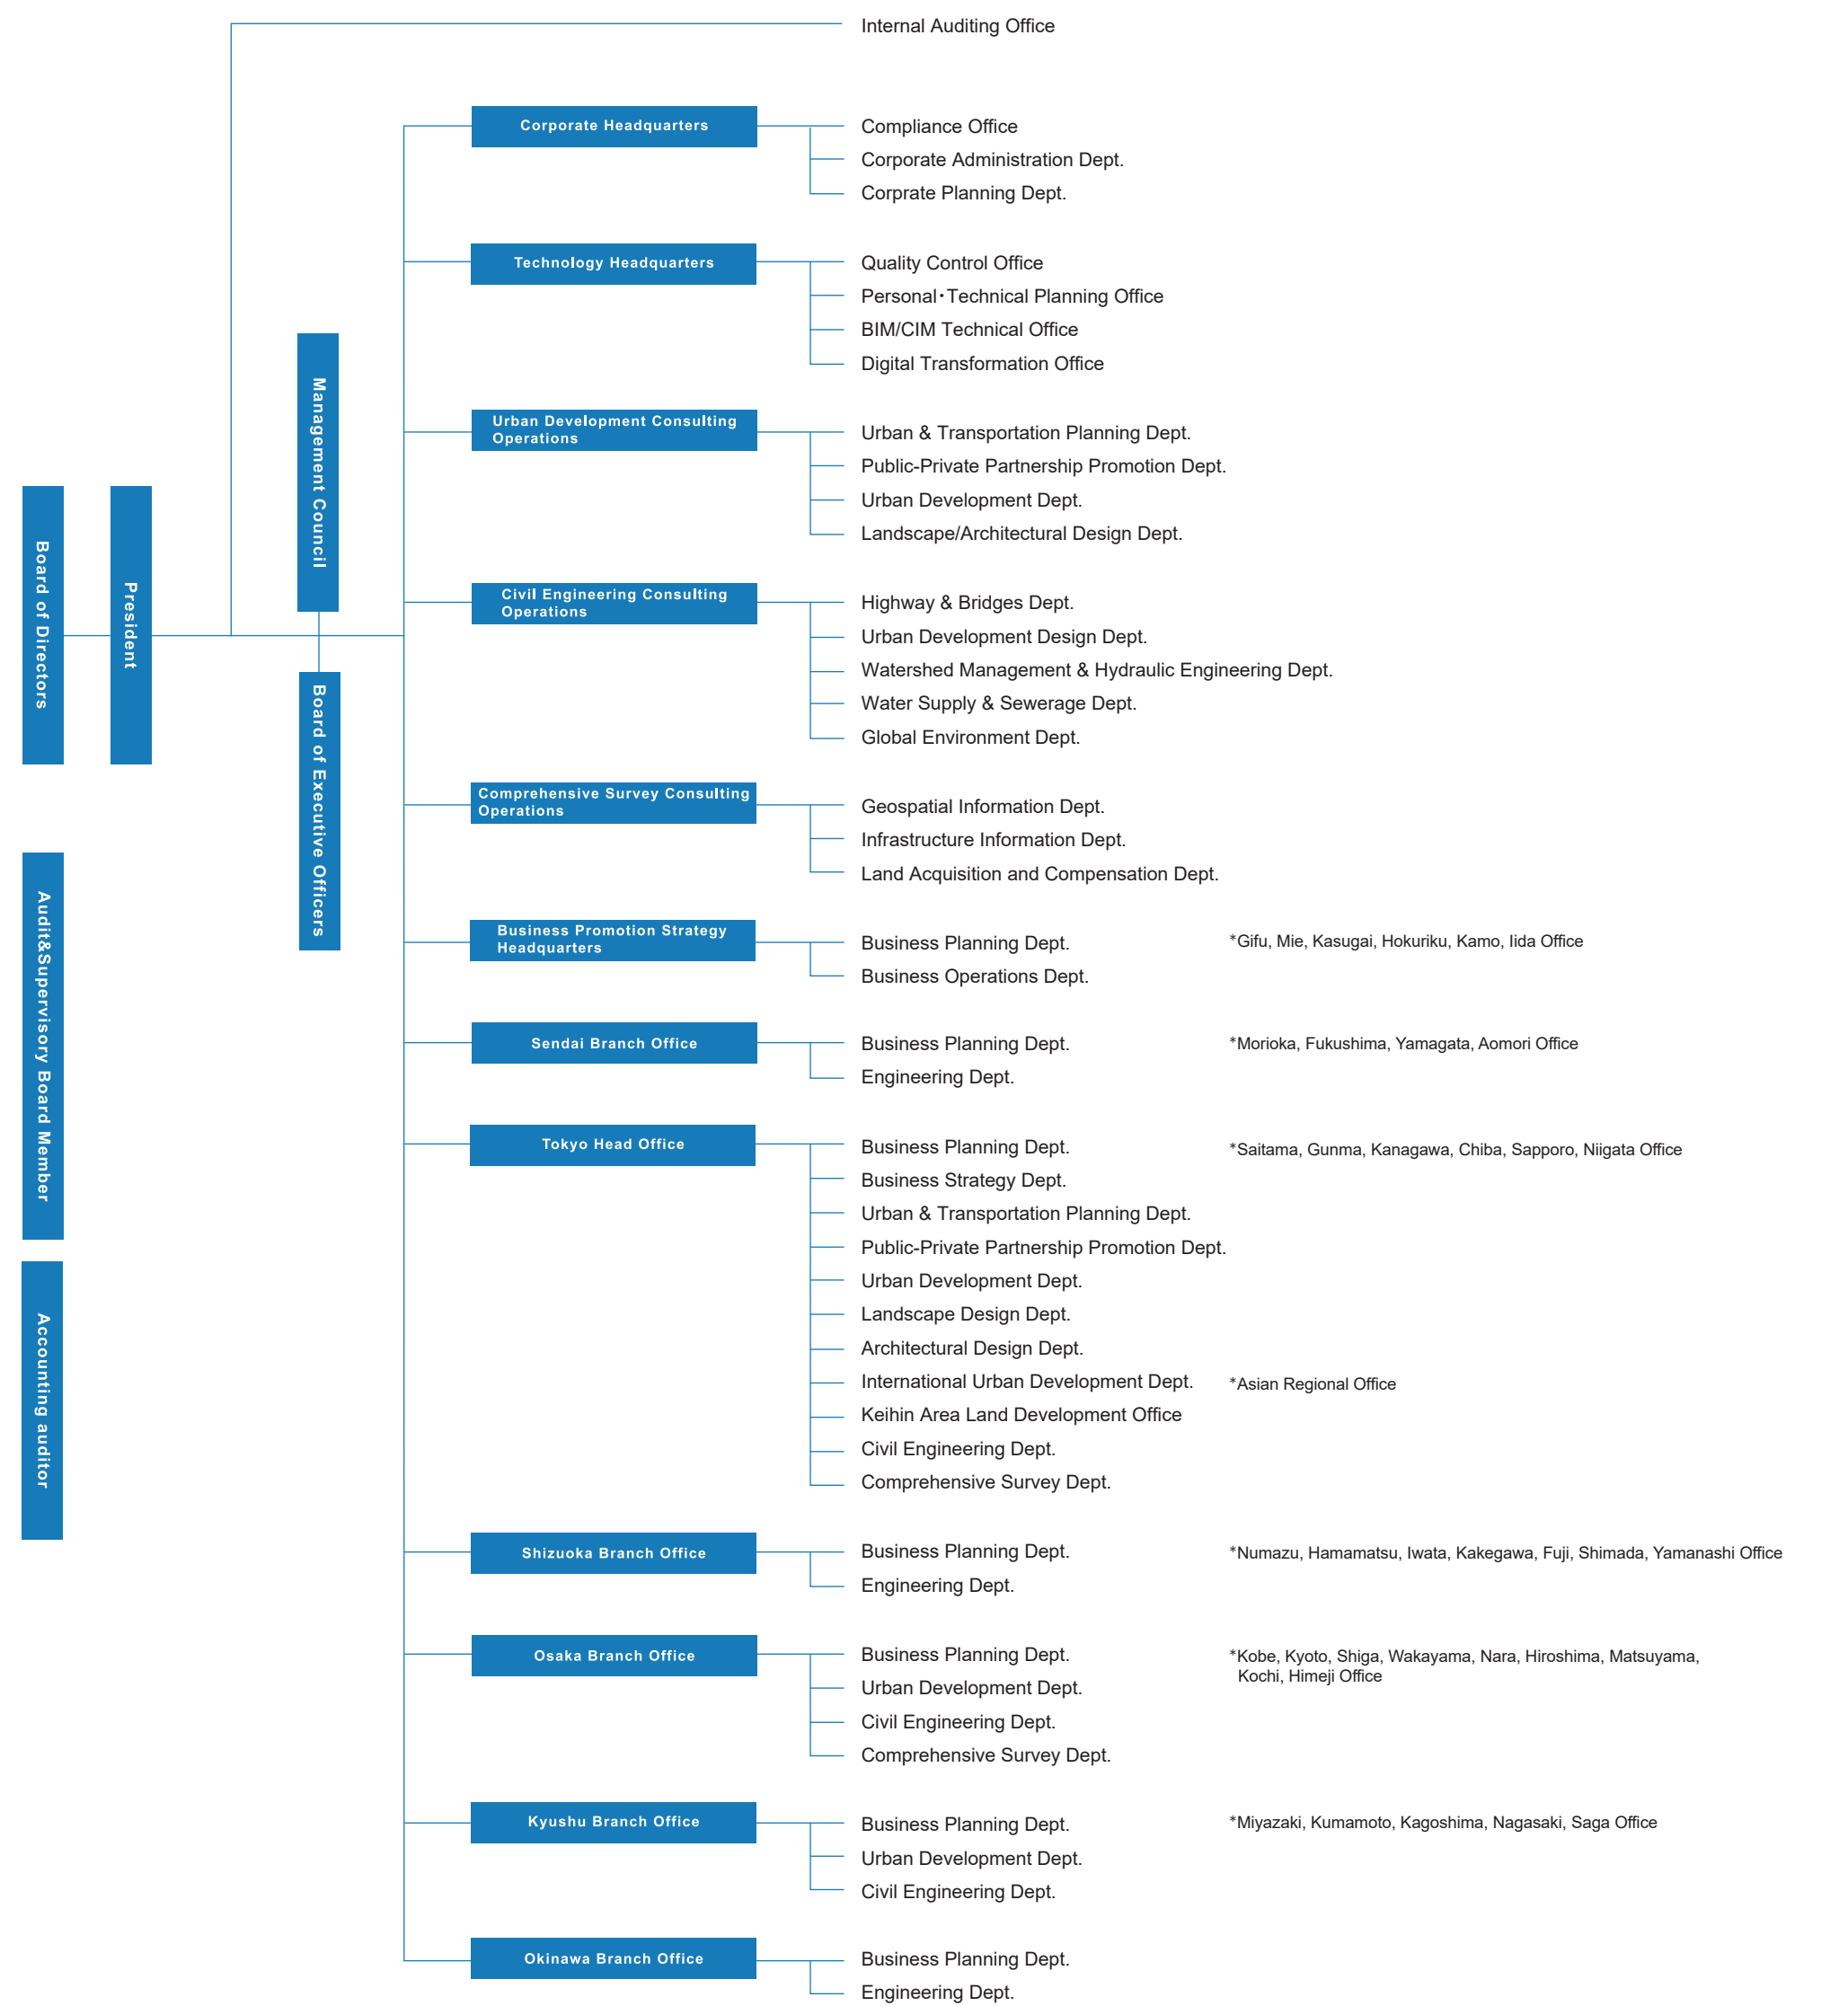 Internal Auditing Office
Board of Directors
President
Management Council
Board of Executive Officers
Audit&Supervisory Board Member
Accounting auditor
Corporate Headquarters
Compliance Office
Corporate Administration Dept.
Corprate Planning Dept.
Technology Headquarters
Quality Control Office
Personal・Technical Planning Office
BIM/CIM Technical Office
Digital Transformation Office
Urban Development Consulting
Operations
Urban & Transportation Planning Dept.
Public-Private Partnership Promotion Dept.
Urban Development Dept.
Landscape/Architectural Design Dept.
Civil Engineering Consulting
Operations
Highway & Bridges Dept.
Urban Development Design Dept.
Watershed Management & Hydraulic Engineering Dept.
Water Supply & Sewerage Dept.
Global Environment Dept.
Comprehensive Survey Consulting
Operations
Geospatial Information Dept.
Infrastructure Information Dept.
Land Acquisition and Compensation Dept.
Business Promotion Strategy
Headquarters
Business Planning Dept.
*Gifu, Mie, Kasugai, Hokuriku, Kamo, Iida Office
Business Operations Dept.
Sendai Branch Office
Business Planning Dept.
*Morioka, Fukushima, Yamagata, Aomori Office
Engineering Dept.
Tokyo Head Office
Business Planning Dept.
*Saitama, Gunma, Kanagawa, Chiba, Sapporo, Niigata Office
Business Strategy Dept.
Urban & Transportation Planning Dept.
Public-Private Partnership Promotion Dept.
Urban Development Dept.
Landscape Design Dept.
Architectural Design Dept.
International Urban Development Dept.
*Asian Regional Office
Keihin Area Land Development Office
Civil Engineering Dept.
Comprehensive Survey Dept.
Shizuoka Branch Office
Business Planning Dept.
*Numazu, Hamamatsu, Iwata, Kakegawa, Fuji, Shimada, Yamanashi Office
Engineering Dept.
Osaka Branch Office
Business Planning Dept.
*Kobe, Kyoto, Shiga, Wakayama, Nara, Hiroshima, Matsuyama,
Kochi, Himeji Office
Urban Development Dept.
Civil Engineering Dept.
Comprehensive Survey Dept.
Kyushu Branch Office
Business Planning Dept.
*Miyazaki, Kumamoto, Kagoshima, Nagasaki, Saga Office
Urban Development Dept.
Civil Engineering Dept.
Okinawa Branch Office
Business Planning Dept.
Engineering Dept.